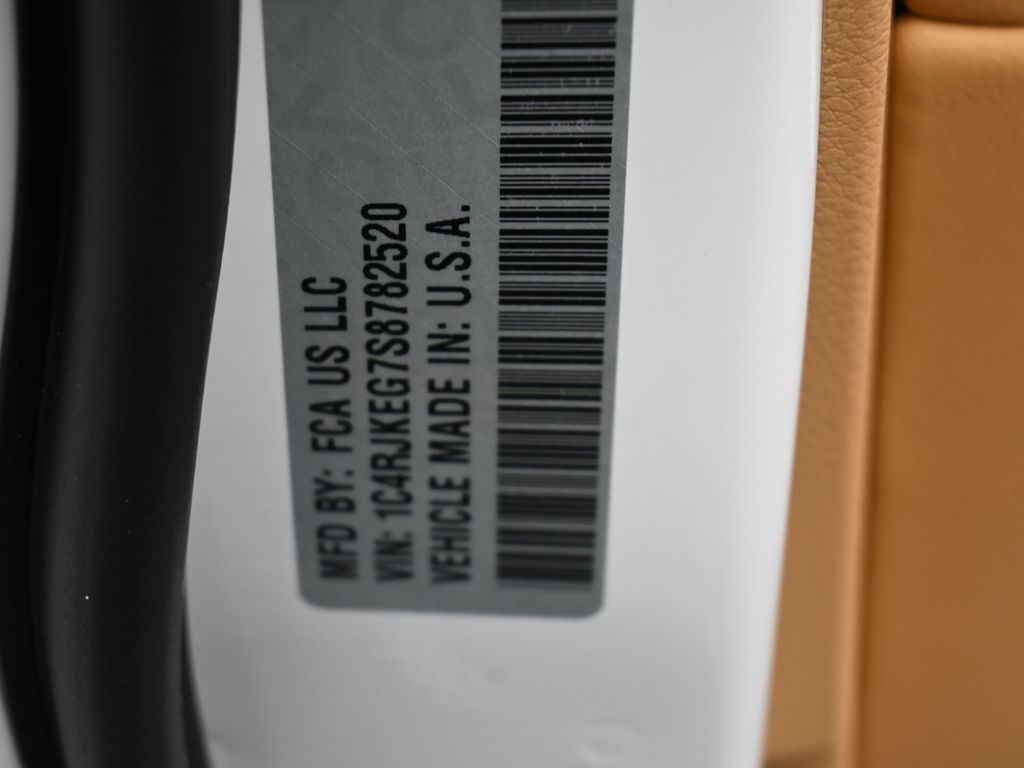 MFD BY: FCA US LLC
VIN: 1C4RJKEG7S8782520
VEHICLE MADE IN: U.S.A.